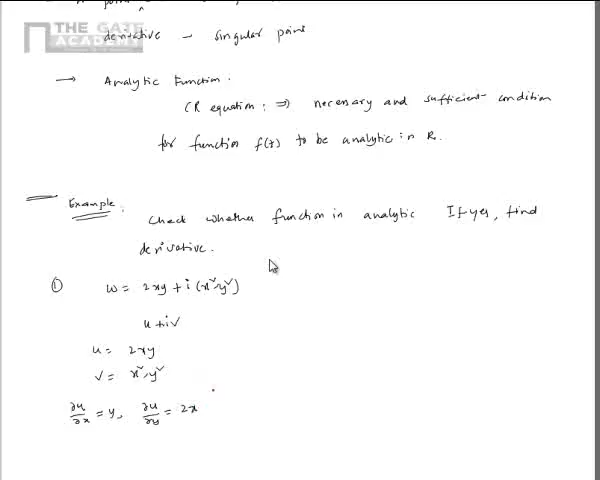 THE GATE
ACADEMY
derivative - singular point
→ Analytic Function.
CR equation: ⇒ necessary and sufficient condition
for function f(z) to be analytic in R.
Example:
Check whether function in analytic If yes, find
derivative.
① w = 2xy + i (x²-y²)
u+iv
u = 2xy
v = x²-y²
∂u/∂x = y, ∂u/∂y = 2x